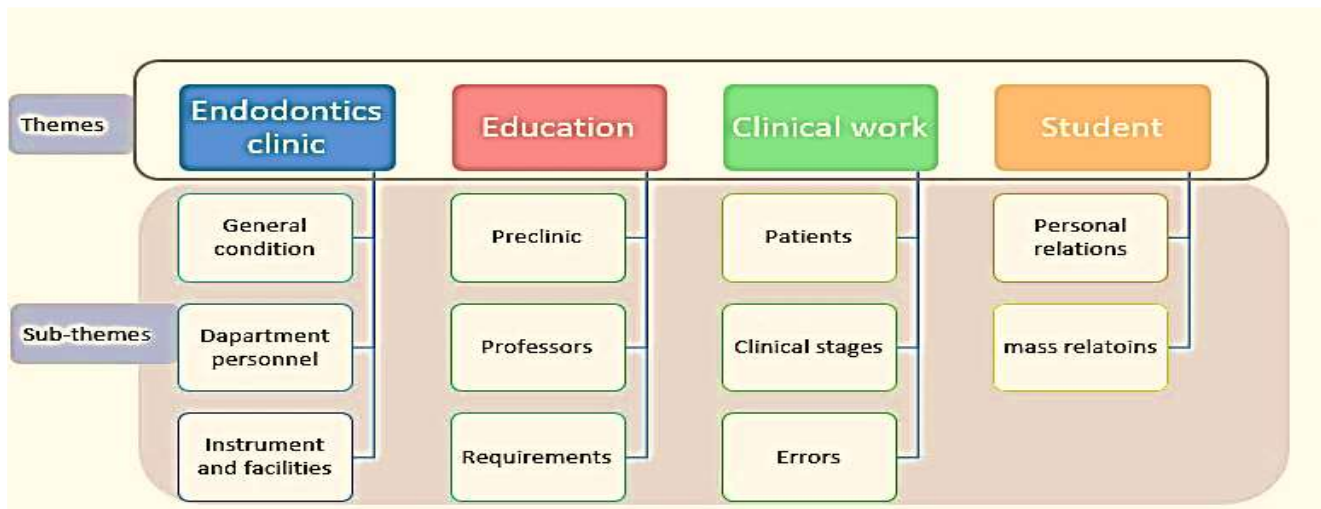 Themes
Endodontics
clinic
Education
Clinical work
Student
Sub-themes
General
condition
Preclinic
Patients
Personal
relations
Dapartment
personnel
Professors
Clinical stages
mass relatoins
Instrument
and facilities
Requirements
Errors